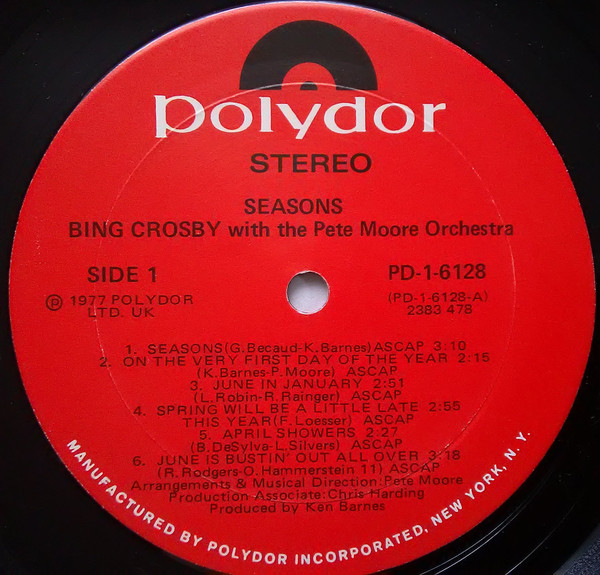 polydor
STEREO
SEASONS
BING CROSBY with the Pete Moore Orchestra
SIDE 1
PD-1-6128
℗ 1977 POLYDOR
LTD. UK
(PD-1-6128-A)
2383 478
1. SEASONS(G.Becaud-K.Barnes)ASCAP 3:10
2. ON THE VERY FIRST DAY OF THE YEAR 2:15
(K.Barnes-P.Moore) ASCAP
3. JUNE IN JANUARY 2:51
(L.Robin-R.Rainger) ASCAP
4. SPRING WILL BE A LITTLE LATE 2:55
THIS YEAR(F.Loesser) ASCAP
5. APRIL SHOWERS 2:27
(B.DeSylva-L.Silvers) ASCAP
6. JUNE IS BUSTIN' OUT ALL OVER 3:18
(R.Rodgers-O.Hammerstein 11) ASCAP
Arrangements & Musical Direction:Pete Moore
Production Associate:Chris Harding
Produced by Ken Barnes
MANUFACTURED BY POLYDOR INCORPORATED, NEW YORK, N. Y.